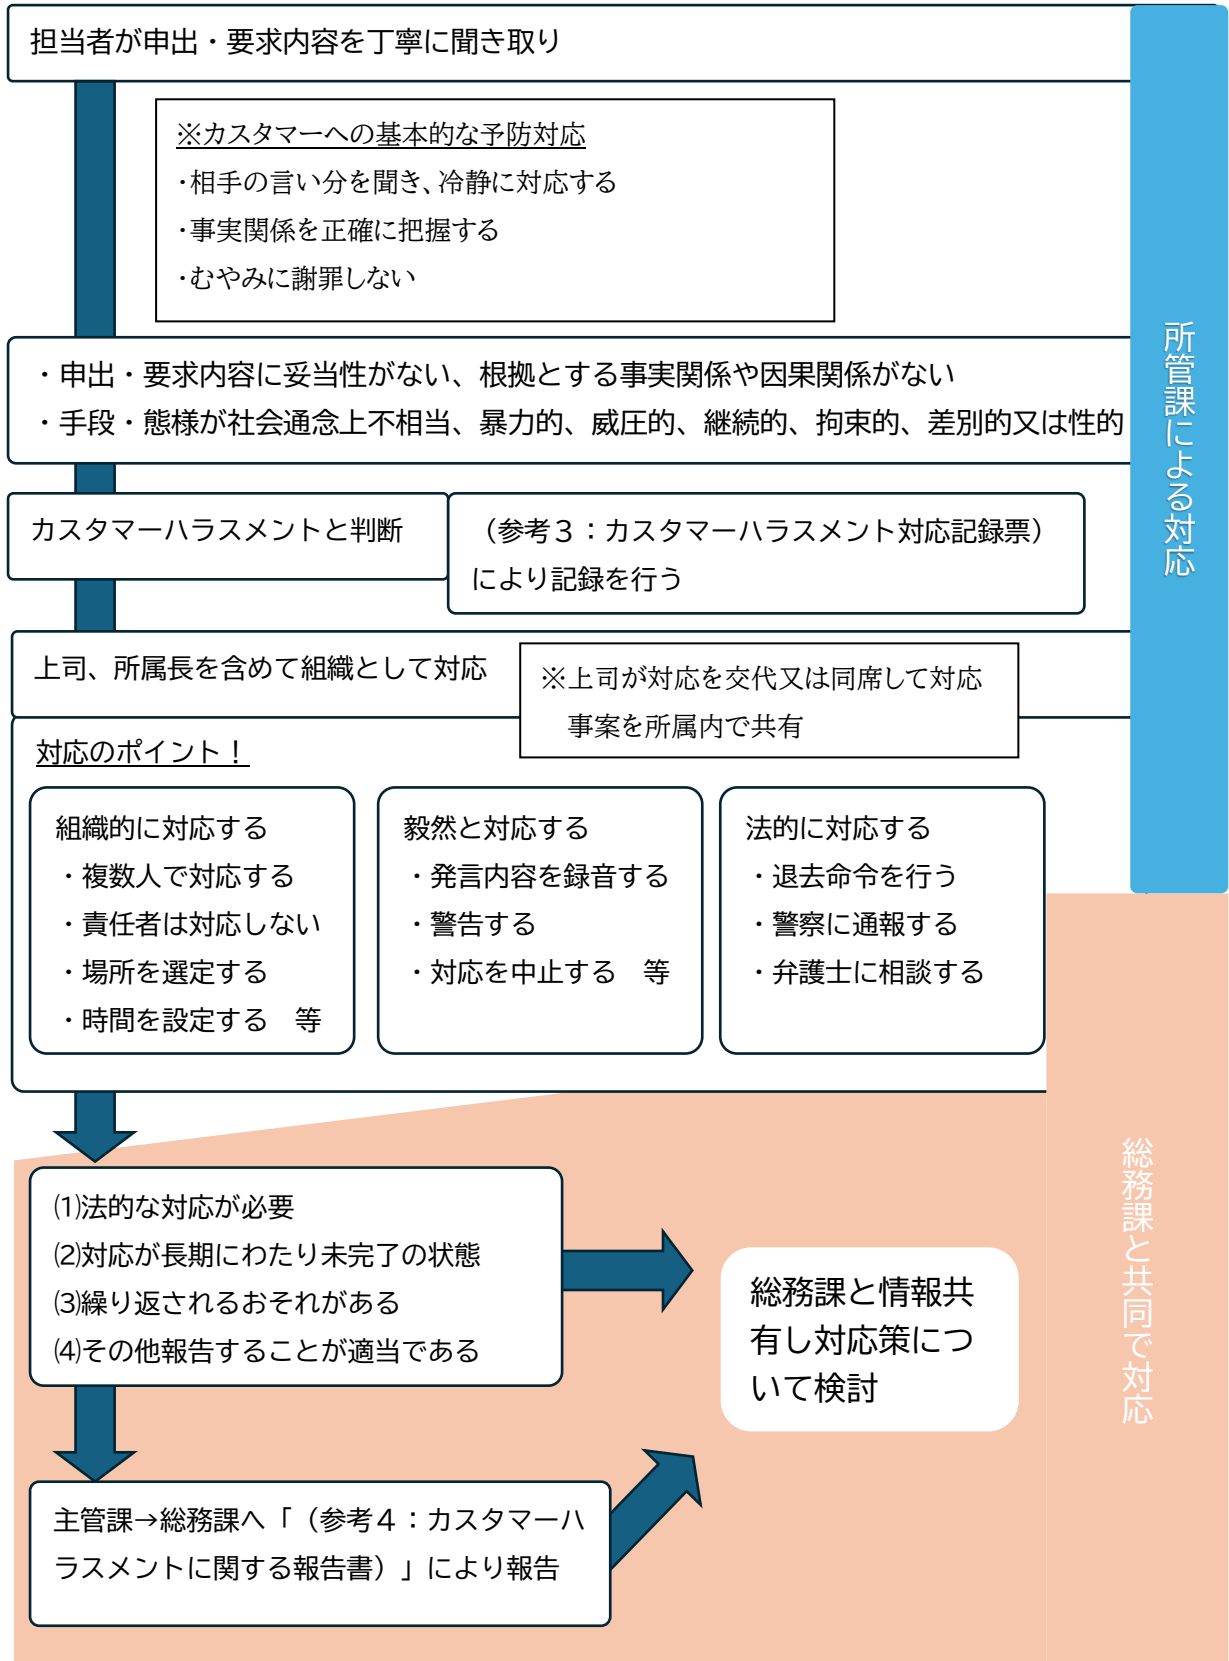 担当者が申出・要求内容を丁寧に聞き取り
※カスタマーへの基本的な予防対応
・相手の言い分を聞き、冷静に対応する
・事実関係を正確に把握する
・むやみに謝罪しない
・申出・要求内容に妥当性がない、根拠とする事実関係や因果関係がない
・手段・態様が社会通念上不相当、暴力的、威圧的、継続的、拘束的、差別的又は性的
カスタマーハラスメントと判断
（参考３：カスタマーハラスメント対応記録票）
により記録を行う
上司、所属長を含めて組織として対応
※上司が対応を交代又は同席して対応
事案を所属内で共有
所管課による対応
対応のポイント！
組織的に対応する
・複数人で対応する
・責任者は対応しない
・場所を選定する
・時間を設定する　等
毅然と対応する
・発言内容を録音する
・警告する
・対応を中止する　等
法的に対応する
・退去命令を行う
・警察に通報する
・弁護士に相談する
⑴法的な対応が必要
⑵対応が長期にわたり未完了の状態
⑶繰り返されるおそれがある
⑷その他報告することが適当である
総務課と情報共
有し対応策につ
いて検討
主管課→総務課へ「（参考４：カスタマーハ
ラスメントに関する報告書）」により報告
総務課と共同で対応